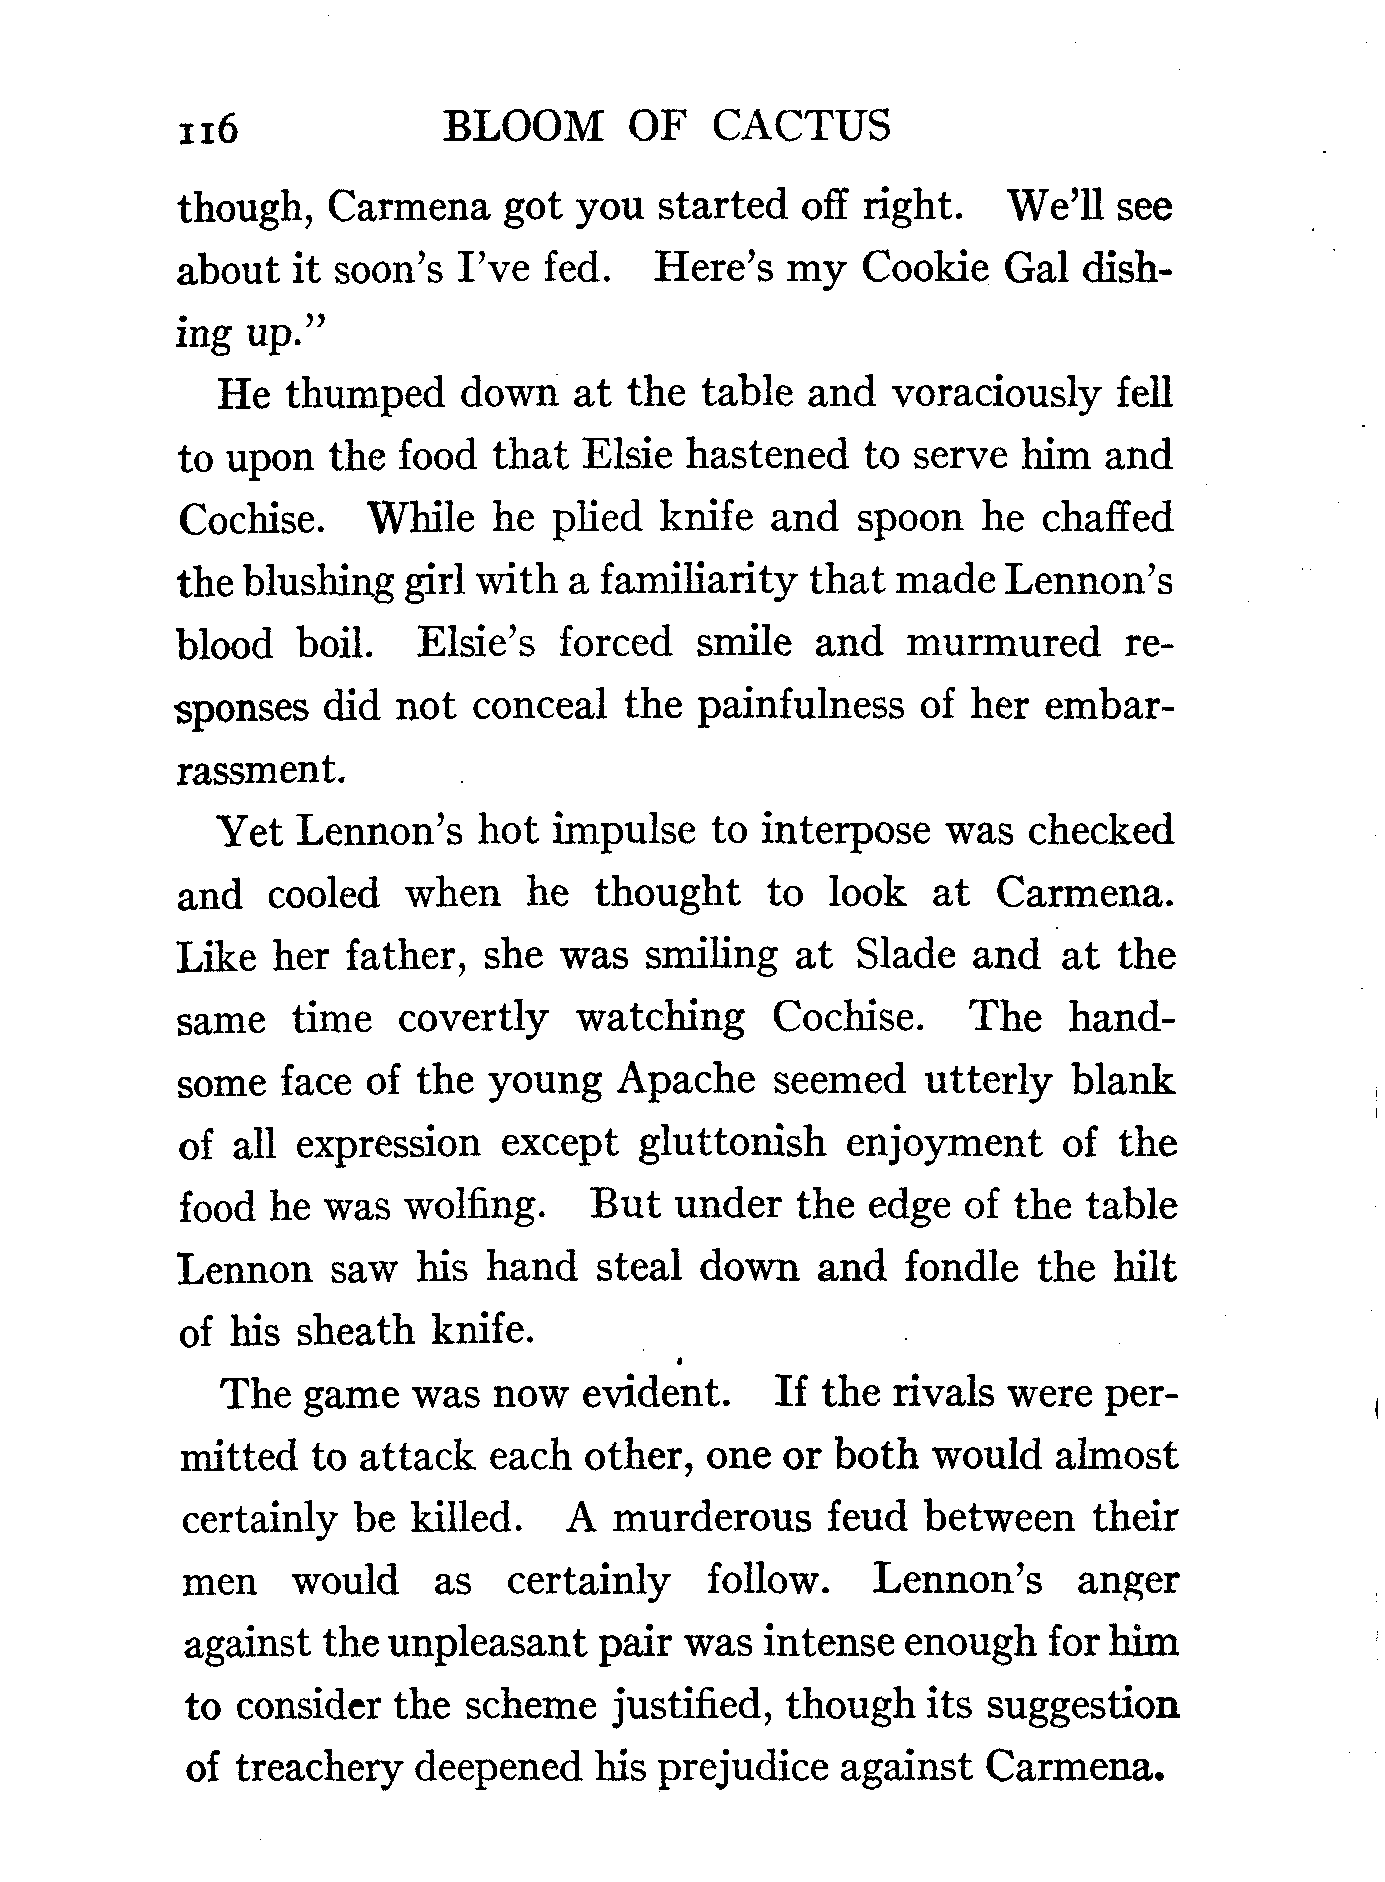 116 BLOOM OF CACTUS
though, Carmena got you started off right. We'll see
about it soon's I've fed. Here's my Cookie Gal dish-
ing up."
He thumped down at the table and voraciously fell
to upon the food that Elsie hastened to serve him and
Cochise. While he plied knife and spoon he chaffed
the blushing girl with a familiarity that made Lennon's
blood boil. Elsie's forced smile and murmured re-
sponses did not conceal the painfulness of her embar-
rassment.
Yet Lennon's hot impulse to interpose was checked
and cooled when he thought to look at Carmena.
Like her father, she was smiling at Slade and at the
same time covertly watching Cochise. The hand-
some face of the young Apache seemed utterly blank
of all expression except gluttonish enjoyment of the
food he was wolfing. But under the edge of the table
Lennon saw his hand steal down and fondle the hilt
of his sheath knife.
The game was now evident. If the rivals were per-
mitted to attack each other, one or both would almost
certainly be killed. A murderous feud between their
men would as certainly follow. Lennon's anger
against the unpleasant pair was intense enough for him
to consider the scheme justified, though its suggestion
of treachery deepened his prejudice against Carmena.